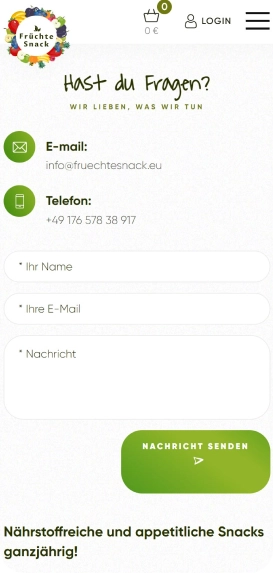 Früchte
Snack
0
0 €
LOGIN
Hast du Fragen?
WIR LIEBEN, WAS WIR TUN
E-mail:
info@fruechtesnack.eu
Telefon:
+49 176 578 38 917
* Ihr Name
* Ihre E-Mail
* Nachricht
NACHRICHT SENDEN
Nährstoffreiche und appetitliche Snacks
ganzjährig!